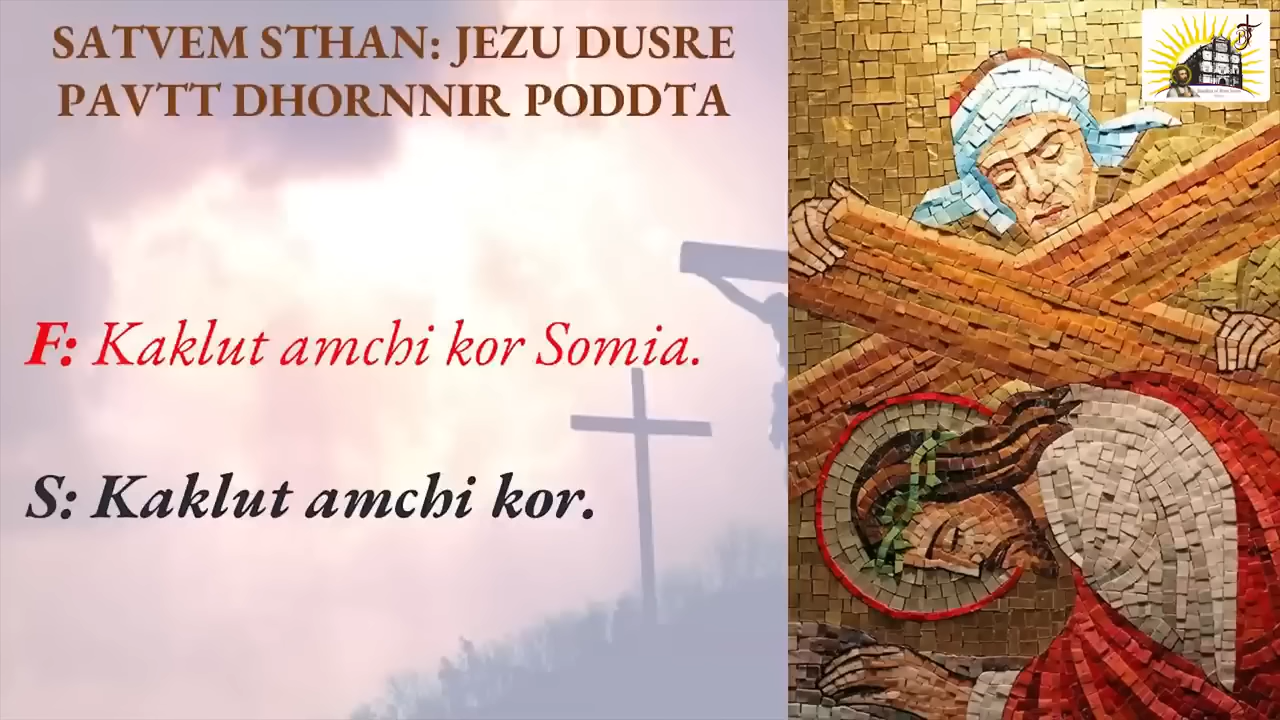 SATVEM STHAN: JEZU DUSRE
PAVTT DHORNNIR PODDTA
F: Kaklut amchi kor Somia.
S: Kaklut amchi kor.